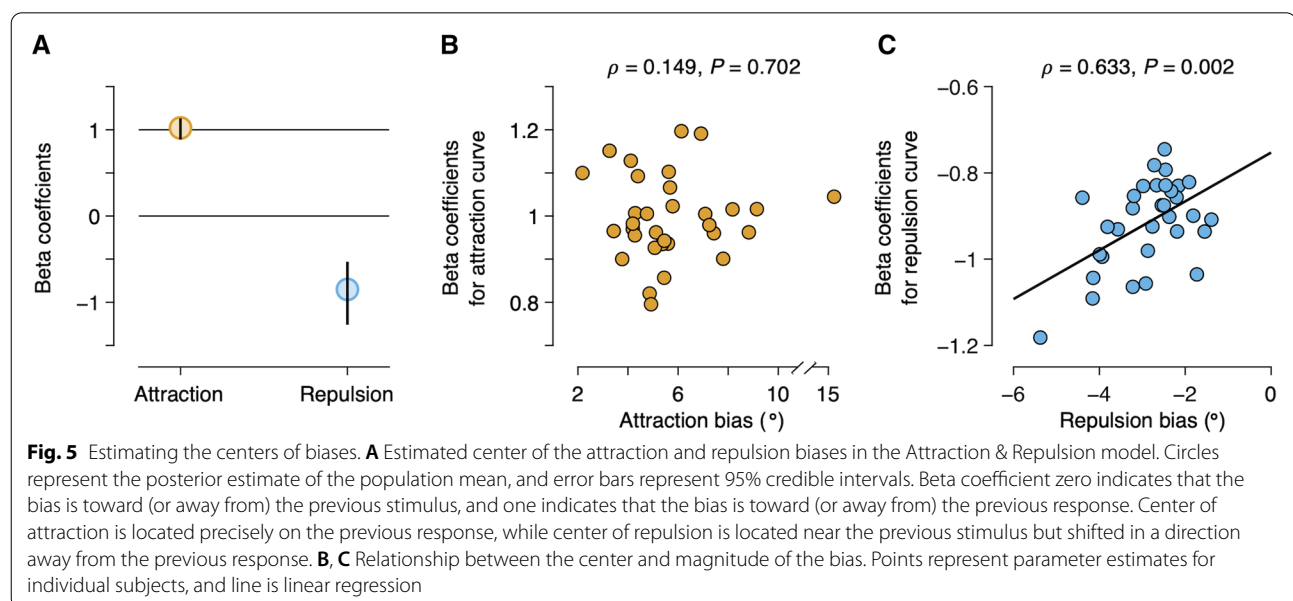 A
B
C
ρ = 0.149, P = 0.702
ρ = 0.633, P = 0.002
Beta coefficients
1
0
−1
Attraction
Repulsion
Beta coefficients
for attraction curve
1.2
1
0.8
2
6
10
15
Attraction bias (°)
Beta coefficients
for repulsion curve
−0.6
−0.8
−1
−1.2
−6
−4
−2
0
Repulsion bias (°)
Fig. 5 Estimating the centers of biases. A Estimated center of the attraction and repulsion biases in the Attraction & Repulsion model. Circles
represent the posterior estimate of the population mean, and error bars represent 95% credible intervals. Beta coefficient zero indicates that the
bias is toward (or away from) the previous stimulus, and one indicates that the bias is toward (or away from) the previous response. Center of
attraction is located precisely on the previous response, while center of repulsion is located near the previous stimulus but shifted in a direction
away from the previous response. B, C Relationship between the center and magnitude of the bias. Points represent parameter estimates for
individual subjects, and line is linear regression